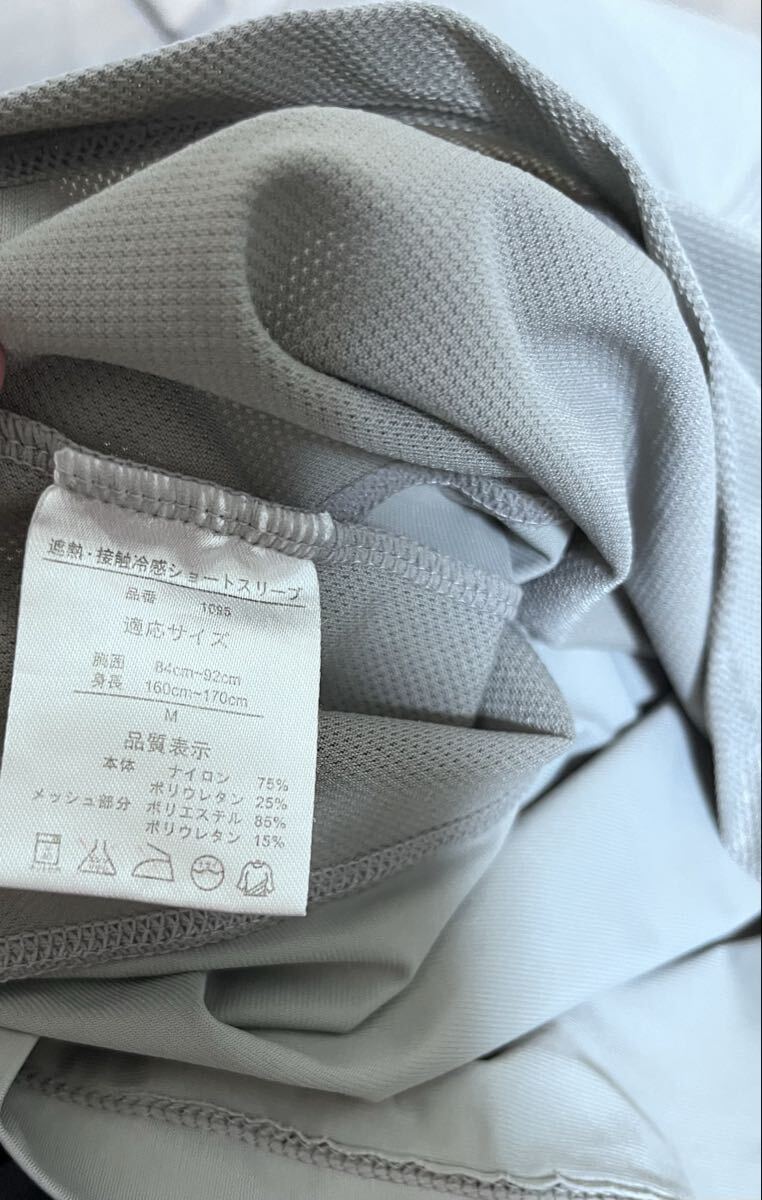 遮熱・接触冷感ショートスリーブ
品番 1095
適応サイズ
胸囲 84cm~92cm
身長 160cm~170cm
M
品質表示
本体 ナイロン 75%
ポリウレタン 25%
メッシュ部分 ポリエステル 85%
ポリウレタン 15%